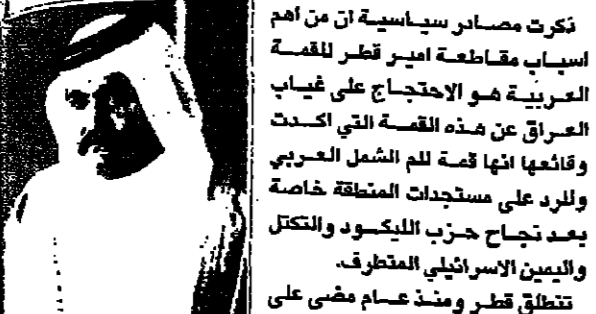 ذكرت مصادر سياسية ان من أهم
اسباب مقاطعة امير قطر للقمة
العربية هو الاحتجاج على غياب
العراق عن هذه القمة التي اكدت
وقائعها انها قمة للم الشمل العربي
وللرد على مستجدات المنطقة خاصة
بعد نجاح حزب الليكود والتكتل
واليمين الاسرائيلي المتطرف.
تنطلق قطر ومنذ عام مضى على